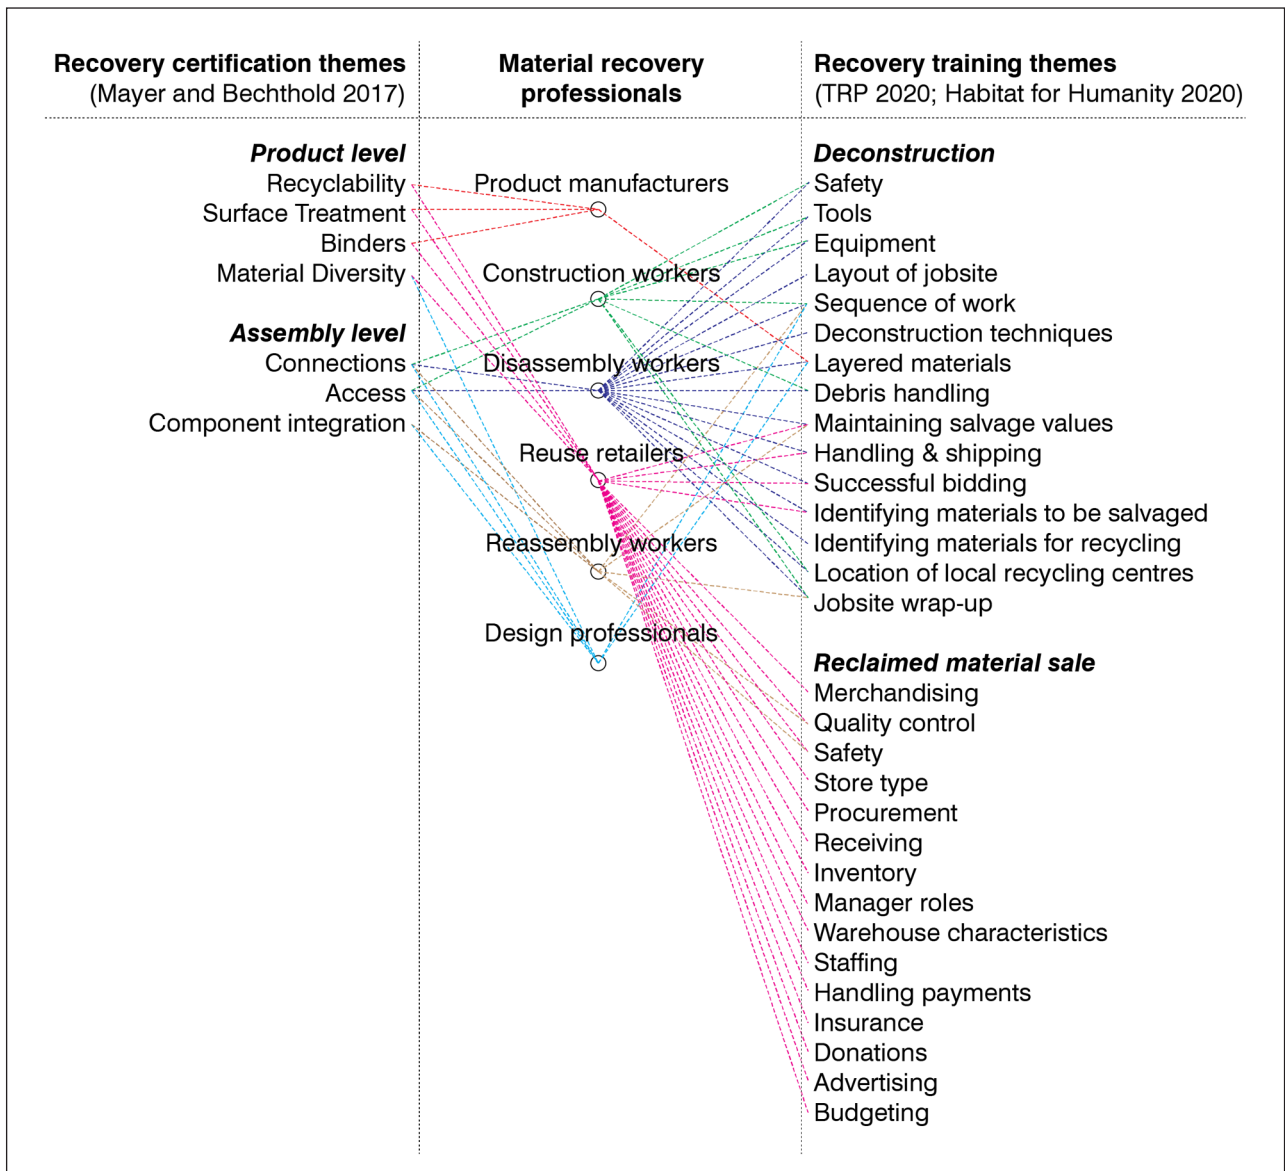 Recovery certification themes
(Mayer and Bechthold 2017)
Product level
Recyclability
Surface Treatment
Binders
Material Diversity
Assembly level
Connections
Access
Component integration
Material recovery
professionals
Product manufacturers
Construction workers
Disassembly workers
Reuse retailers
Reassembly workers
Design professionals
Recovery training themes
(TRP 2020; Habitat for Humanity 2020)
Deconstruction
Safety
Tools
Equipment
Layout of jobsite
Sequence of work
Deconstruction techniques
Layered materials
Debris handling
Maintaining salvage values
Handling & shipping
Successful bidding
Identifying materials to be salvaged
Identifying materials for recycling
Location of local recycling centres
Jobsite wrap-up
Reclaimed material sale
Merchandising
Quality control
Safety
Store type
Procurement
Receiving
Inventory
Manager roles
Warehouse characteristics
Staffing
Handling payments
Insurance
Donations
Advertising
Budgeting